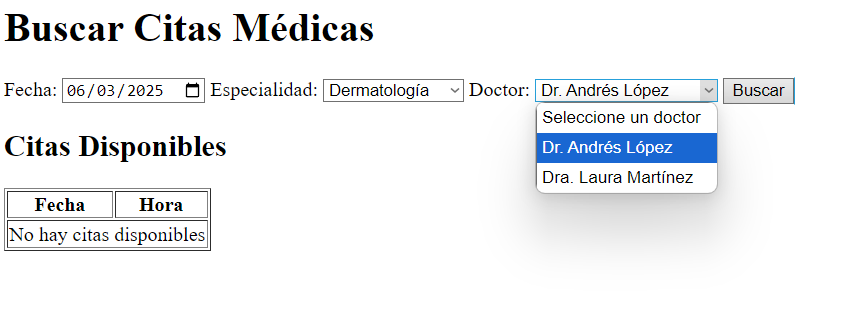 Buscar Citas Médicas
Fecha: 06/03/2025 Especialidad: Dermatología Doctor: Dr. Andrés López Buscar
Seleccione un doctor
Dr. Andrés López
Dra. Laura Martínez
Citas Disponibles
Fecha Hora
No hay citas disponibles